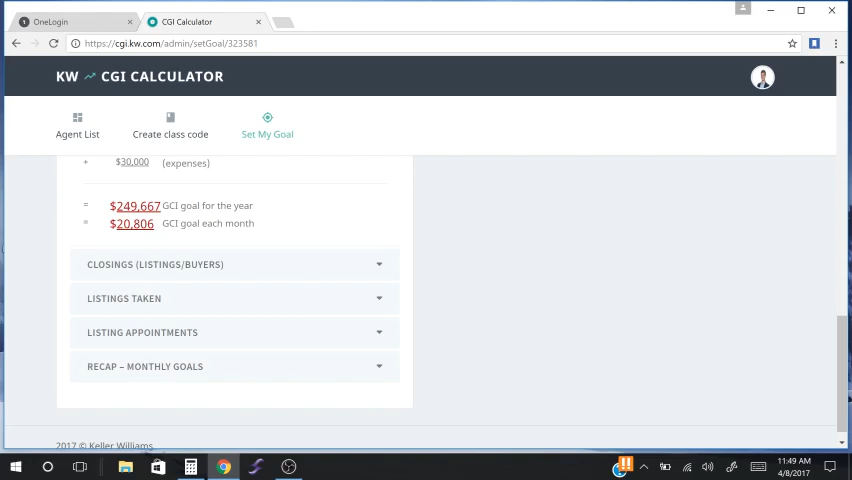 OneLogin
CGI Calculator
https://cgi.kw.com/admin/setGoal/323581
KW CGI CALCULATOR
Agent List
Create class code
Set My Goal
+ $30,000 (expenses)
= $249,667 GCI goal for the year
= $20,806 GCI goal each month
CLOSINGS (LISTINGS/BUYERS)
LISTINGS TAKEN
LISTING APPOINTMENTS
RECAP – MONTHLY GOALS
2017 © Keller Williams
11:49 AM
4/8/2017